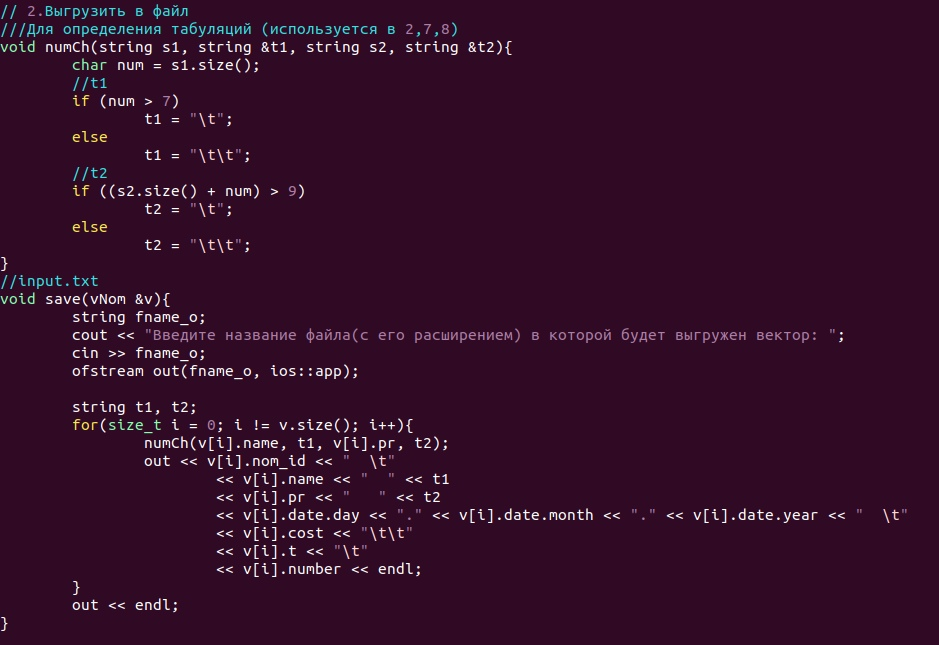 // 2.Выгрузить в файл
///Для определения табуляций (используется в 2,7,8)
void numCh(string s1, string &t1, string s2, string &t2){
        char num = s1.size();
        //t1
        if (num > 7)
                t1 = "\t";
        else
                t1 = "\t\t";
        //t2
        if ((s2.size() + num) > 9)
                t2 = "\t";
        else
                t2 = "\t\t";
}
//input.txt
void save(vNom &v){
        string fname_o;
        cout << "Введите название файла(с его расширением) в которой будет выгружен вектор: ";
        cin >> fname_o;
        ofstream out(fname_o, ios::app);

        string t1, t2;
        for(size_t i = 0; i != v.size(); i++){
                numCh(v[i].name, t1, v[i].pr, t2);
                out << v[i].nom_id << "  \t"
                        << v[i].name << "  " << t1
                        << v[i].pr << "   " << t2
                        << v[i].date.day << "." << v[i].date.month << "." << v[i].date.year << "  \t"
                        << v[i].cost << "\t\t"
                        << v[i].t << "\t"
                        << v[i].number << endl;
        }
        out << endl;
}